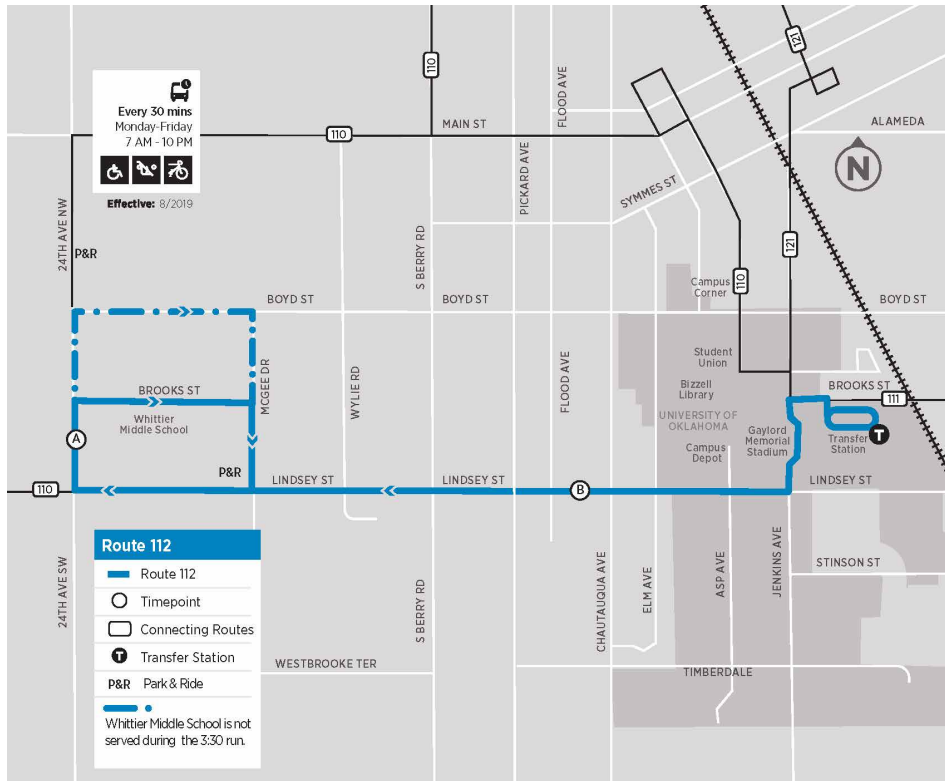 Every 30 mins
Monday-Friday
7 AM - 10 PM
Effective: 8/2019
110
121
110
MAIN ST
FLOOD AVE
ALAMEDA
N
PICKARD AVE
SYMMES ST
24TH AVE NW
P&R
S BERRY RD
121
110
Campus
Corner
BOYD ST
BOYD ST
BOYD ST
Student
Union
BROOKS ST
MCGEE DR
WYLIE RD
FLOOD AVE
Bizzell
Library
BROOKS ST
111
Whittier
Middle School
A
UNIVERSITY OF
OKLAHOMA
Campus
Depot
Gaylord
Memorial
Stadium
Transfer
Station
T
P&R
110
LINDSEY ST
LINDSEY ST
B
LINDSEY ST
24TH AVE SW
S BERRY RD
CHAUTAUQUA AVE
ELM AVE
ASP AVE
JENKINS AVE
STINSON ST
WESTBROOKE TER
TIMBERDALE
Route 112
Route 112
Timepoint
Connecting Routes
T Transfer Station
P&R Park & Ride
Whittier Middle School is not
served during the 3:30 run.